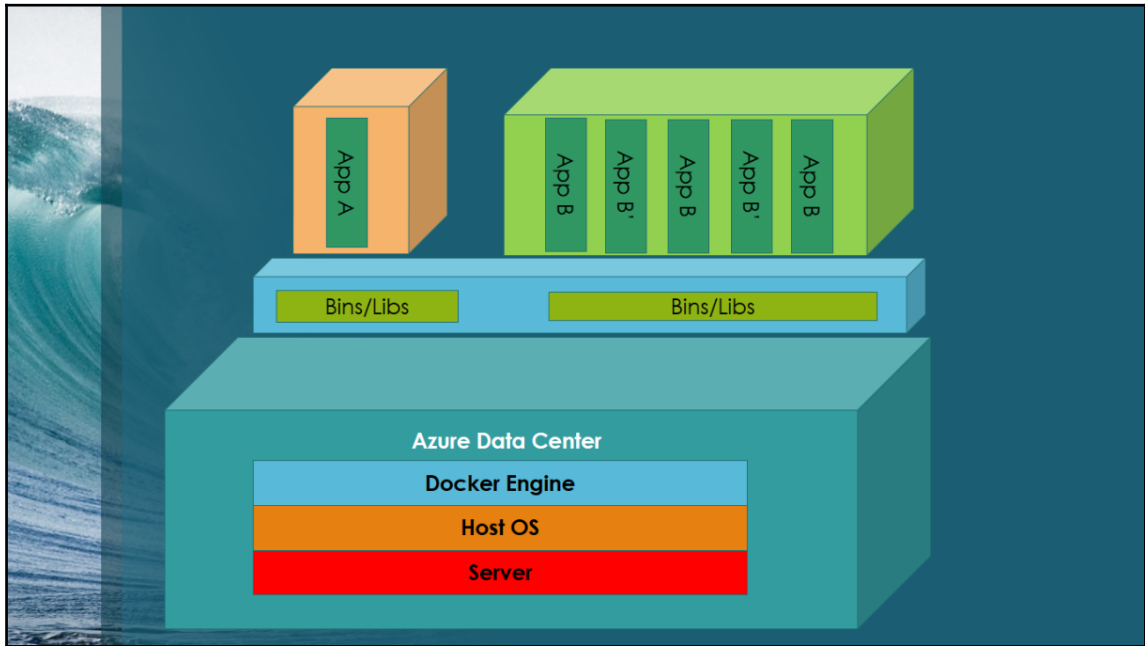 App A
App B
App B'
App B
App B'
App B
Bins/Libs
Bins/Libs
Azure Data Center
Docker Engine
Host OS
Server